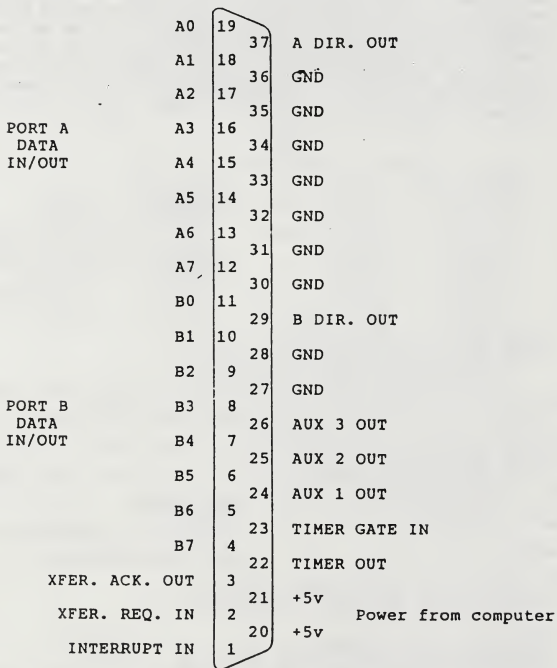 A0 19
37 A DIR. OUT
A1 18
36 GND
A2 17
35 GND
PORT A
DATA
IN/OUT
A3 16
34 GND
A4 15
33 GND
A5 14
32 GND
A6 13
31 GND
A7 12
30 GND
B0 11
29 B DIR. OUT
B1 10
28 GND
B2 9
27 GND
PORT B
DATA
IN/OUT
B3 8
26 AUX 3 OUT
B4 7
25 AUX 2 OUT
B5 6
24 AUX 1 OUT
B6 5
23 TIMER GATE IN
B7 4
22 TIMER OUT
XFER. ACK. OUT 3
21 +5v
XFER. REQ. IN 2
Power from computer
20 +5v
INTERRUPT IN 1